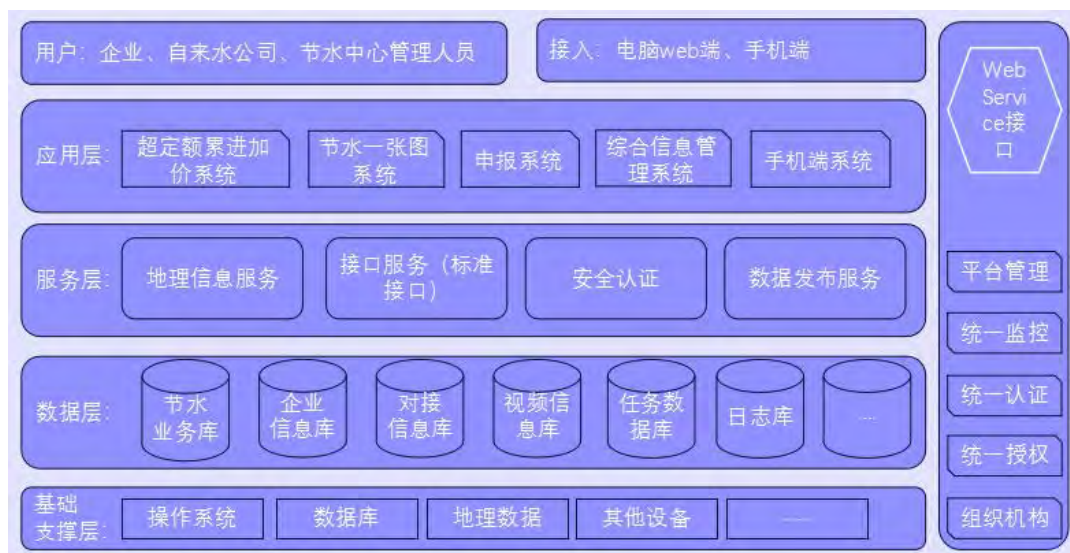 用户：企业、自来水公司、节水中心管理人员
接入：电脑web端、手机端
应用层：
超定额累进加
价系统
节水一张图
系统
申报系统
综合信息管
理系统
手机端系统
服务层：
地理信息服务
接口服务（标准
接口）
安全认证
数据发布服务
数据层：
节水
业务库
企业
信息库
对接
信息库
视频信
息库
任务数
据库
日志库
....
基础
支撑层：
操作系统
数据库
地理数据
其他设备
......
Web
Servi
ce接
口
平台管理
统一监控
统一认证
统一授权
组织机构